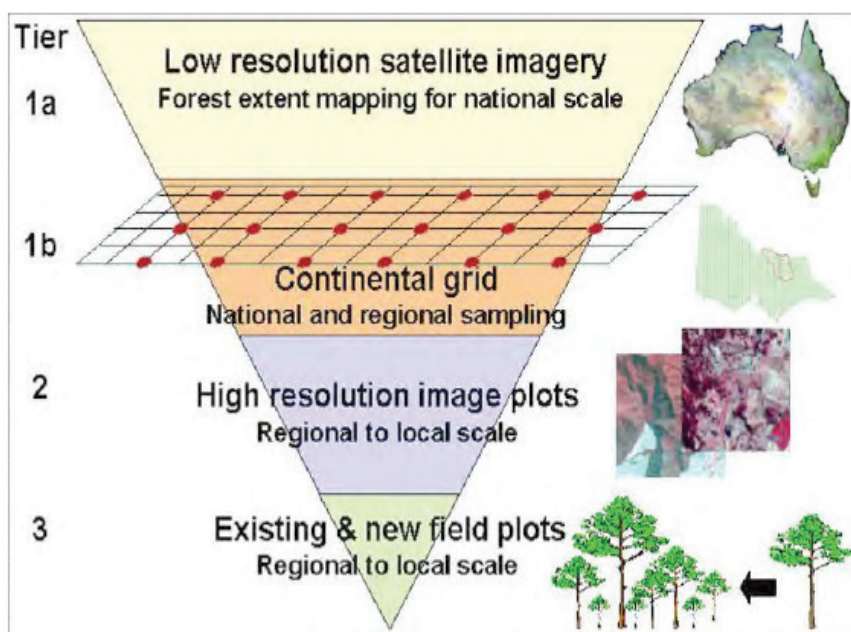 Tier
Low resolution satellite imagery
1a
Forest extent mapping for national scale
1b
Continental grid
National and regional sampling
2
High resolution image plots
Regional to local scale
3
Existing & new field plots
Regional to local scale